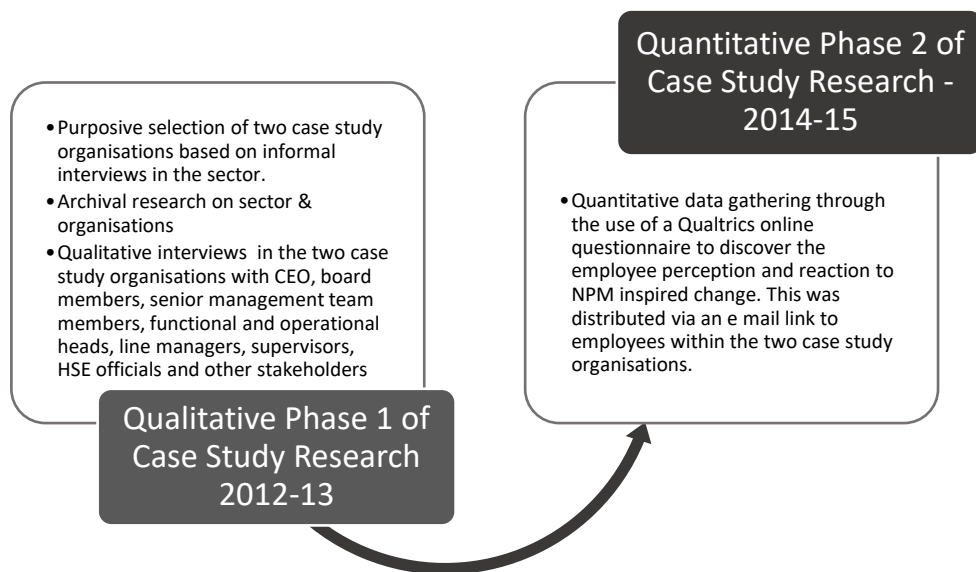 •Purposive selection of two case study
organisations based on informal
interviews in the sector.
•Archival research on sector &
organisations
•Qualitative interviews in the two case
study organisations with CEO, board
members, senior management team
members, functional and operational
heads, line managers, supervisors,
HSE officials and other stakeholders
Qualitative Phase 1 of
Case Study Research
2012-13
Quantitative Phase 2 of
Case Study Research -
2014-15
•Quantitative data gathering through
the use of a Qualtrics online
questionnaire to discover the
employee perception and reaction to
NPM inspired change. This was
distributed via an e mail link to
employees within the two case study
organisations.